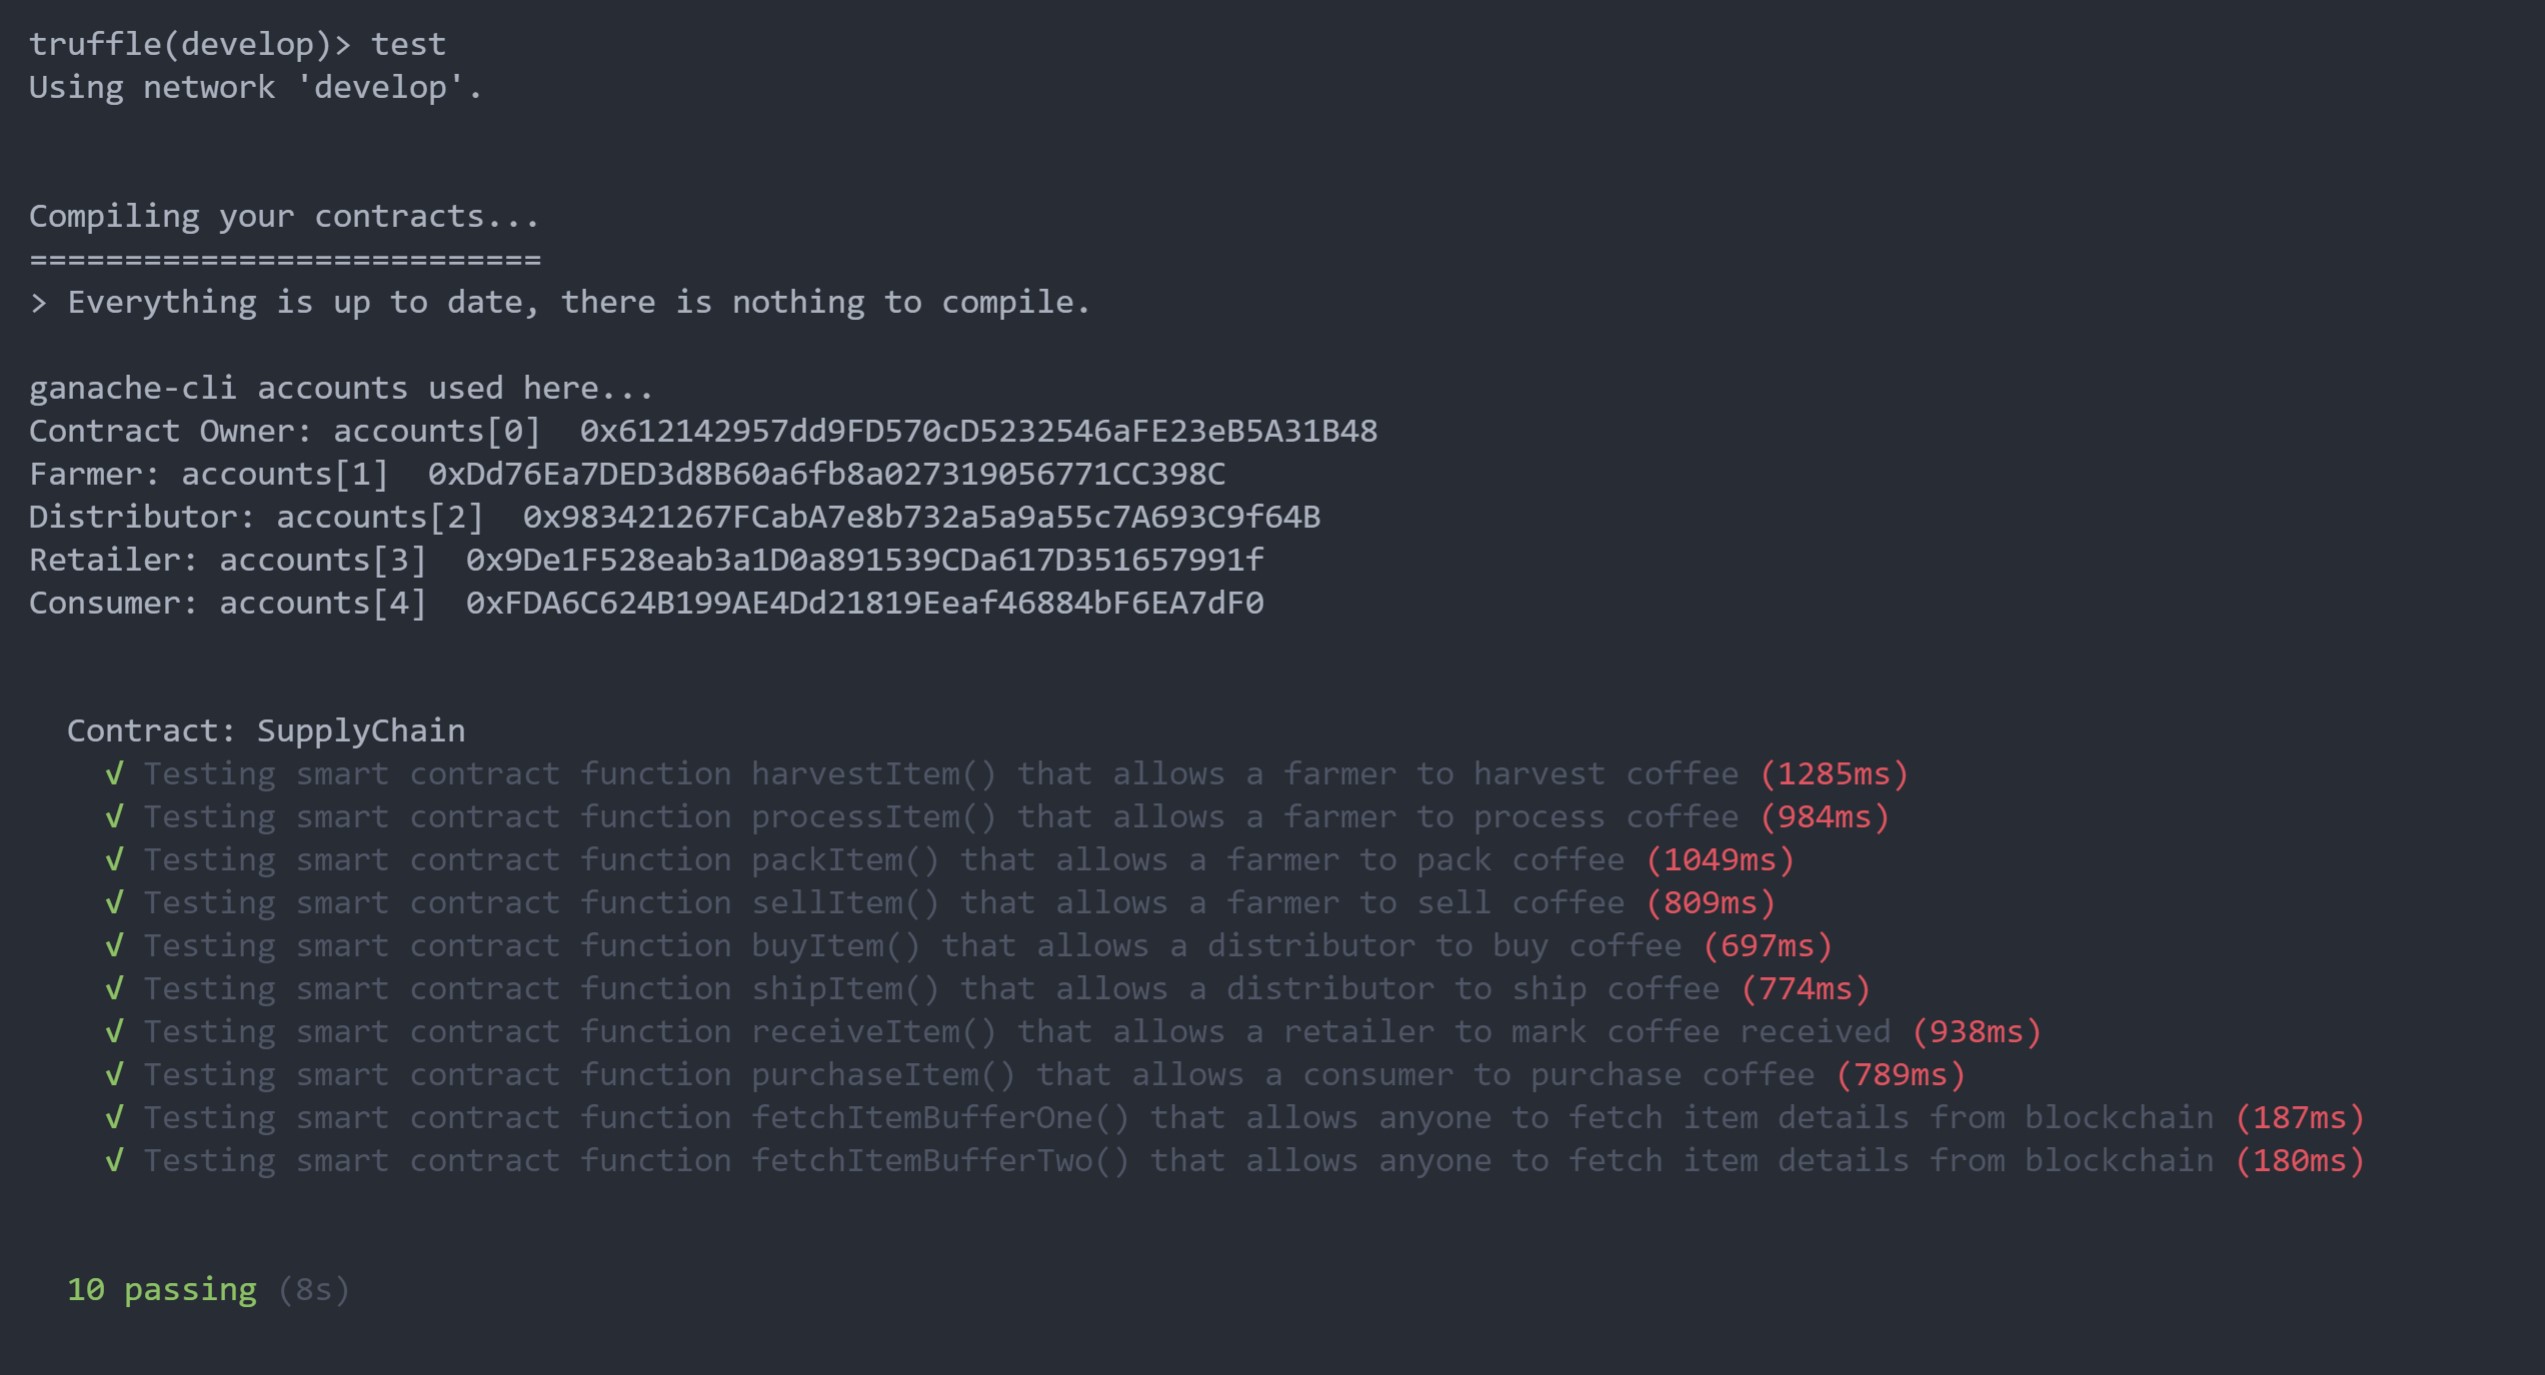 truffle(develop)> test
Using network 'develop'.
Compiling your contracts...
===========================
> Everything is up to date, there is nothing to compile.
ganache-cli accounts used here...
Contract Owner: accounts[0]  0x612142957dd9FD570cD5232546aFE23eB5A31B48
Farmer: accounts[1]  0xDd76Ea7DED3d8B60a6fb8a027319056771CC398C
Distributor: accounts[2]  0x983421267FCabA7e8b732a5a9a55c7A693C9f64B
Retailer: accounts[3]  0x9De1F528eab3a1D0a891539CDa617D351657991f
Consumer: accounts[4]  0xFDA6C624B199AE4Dd21819Eeaf46884bF6EA7dF0
Contract: SupplyChain
√ Testing smart contract function harvestItem() that allows a farmer to harvest coffee (1285ms)
√ Testing smart contract function processItem() that allows a farmer to process coffee (984ms)
√ Testing smart contract function packItem() that allows a farmer to pack coffee (1049ms)
√ Testing smart contract function sellItem() that allows a farmer to sell coffee (809ms)
√ Testing smart contract function buyItem() that allows a distributor to buy coffee (697ms)
√ Testing smart contract function shipItem() that allows a distributor to ship coffee (774ms)
√ Testing smart contract function receiveItem() that allows a retailer to mark coffee received (938ms)
√ Testing smart contract function purchaseItem() that allows a consumer to purchase coffee (789ms)
√ Testing smart contract function fetchItemBufferOne() that allows anyone to fetch item details from blockchain (187ms)
√ Testing smart contract function fetchItemBufferTwo() that allows anyone to fetch item details from blockchain (180ms)
10 passing (8s)